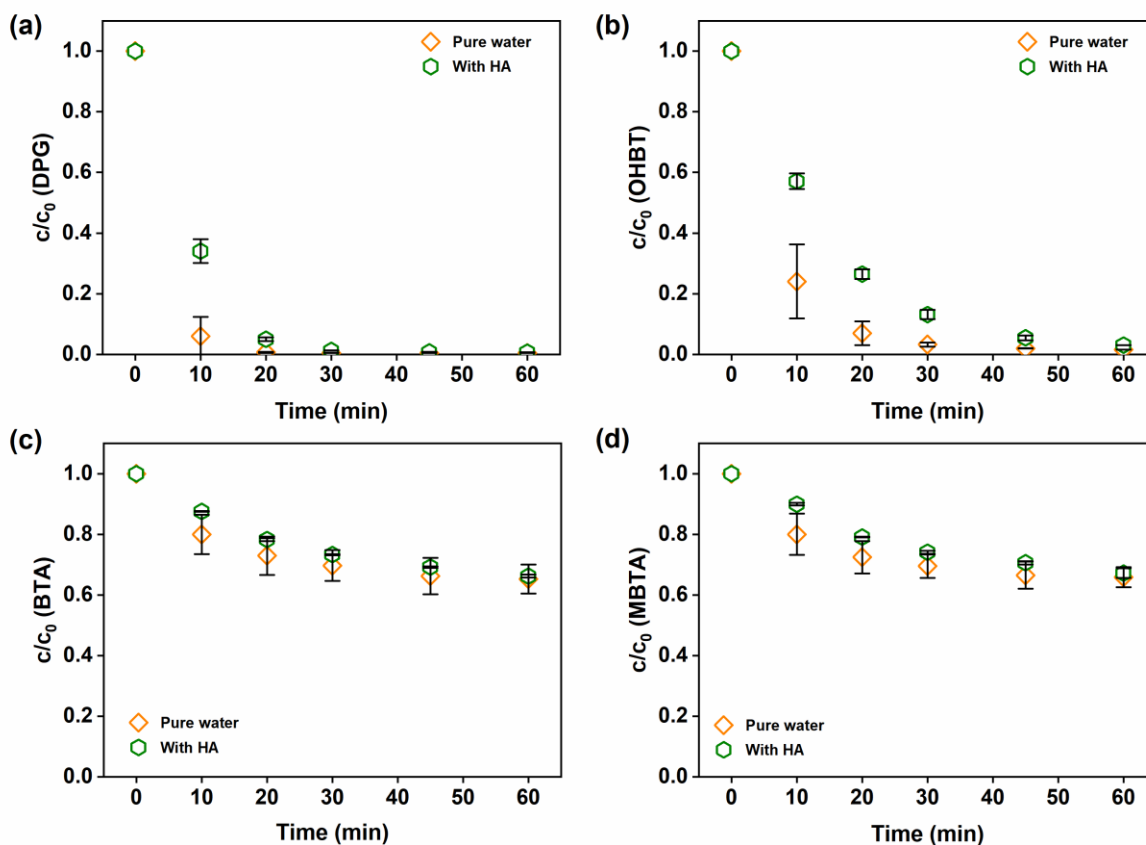 (a)
Pure water
With HA
1.0
0.8
0.6
0.4
0.2
0.0
c/c₀ (DPG)
0 10 20 30 40 50 60
Time (min)
(b)
Pure water
With HA
1.0
0.8
0.6
0.4
0.2
0.0
c/c₀ (OHBT)
0 10 20 30 40 50 60
Time (min)
(c)
1.0
0.8
0.6
0.4
0.2
0.0
c/c₀ (BTA)
Pure water
With HA
0 10 20 30 40 50 60
Time (min)
(d)
1.0
0.8
0.6
0.4
0.2
0.0
c/c₀ (MBTA)
Pure water
With HA
0 10 20 30 40 50 60
Time (min)